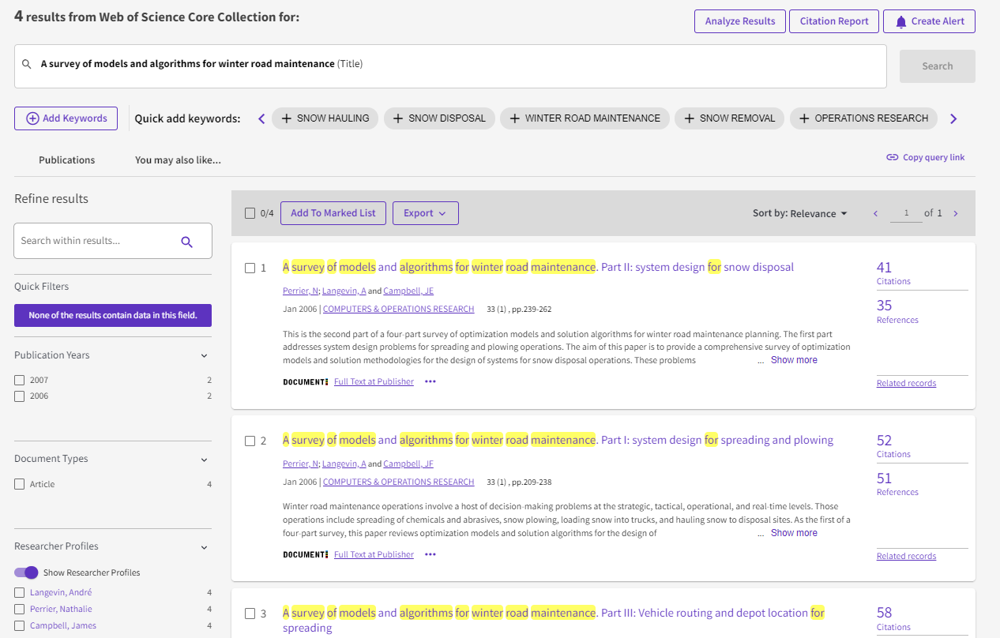 4 results from Web of Science Core Collection for:
Analyze Results
Citation Report
Create Alert
A survey of models and algorithms for winter road maintenance (Title)
Search
Add Keywords
Quick add keywords:
SNOW HAULING
SNOW DISPOSAL
WINTER ROAD MAINTENANCE
SNOW REMOVAL
OPERATIONS RESEARCH
Publications
You may also like...
Copy query link
Refine results
Search within results...
Quick Filters
None of the results contain data in this field.
Publication Years
2007 2
2006 2
Document Types
Article 4
Researcher Profiles
Show Researcher Profiles
Langevin, André 4
Perrier, Nathalie 4
Campbell, James 4
0/4
Add To Marked List
Export
Sort by: Relevance
1 of 1
1
A survey of models and algorithms for winter road maintenance. Part II: system design for snow disposal
Perrier, N; Langevin, A and Campbell, JE
Jan 2006 | COMPUTERS & OPERATIONS RESEARCH 33 (1) , pp.239-262
This is the second part of a four-part survey of optimization models and solution algorithms for winter road maintenance planning. The first part
addresses system design problems for spreading and plowing operations. The aim of this paper is to provide a comprehensive survey of optimization
models and solution methodologies for the design of systems for snow disposal operations. These problems ... Show more
DOCUMENT Full Text at Publisher •••
41
Citations
35
References
Related records
2
A survey of models and algorithms for winter road maintenance. Part I: system design for spreading and plowing
Perrier, N; Langevin, A and Campbell, JF
Jan 2006 | COMPUTERS & OPERATIONS RESEARCH 33 (1) , pp.209-238
Winter road maintenance operations involve a host of decision-making problems at the strategic, tactical, operational, and real-time levels. Those
operations include spreading of chemicals and abrasives, snow plowing, loading snow into trucks, and hauling snow to disposal sites. As the first of a
four-part survey, this paper reviews optimization models and solution algorithms for the design of ... Show more
DOCUMENT Full Text at Publisher •••
52
Citations
51
References
Related records
3
A survey of models and algorithms for winter road maintenance. Part III: Vehicle routing and depot location for
spreading
58
Citations